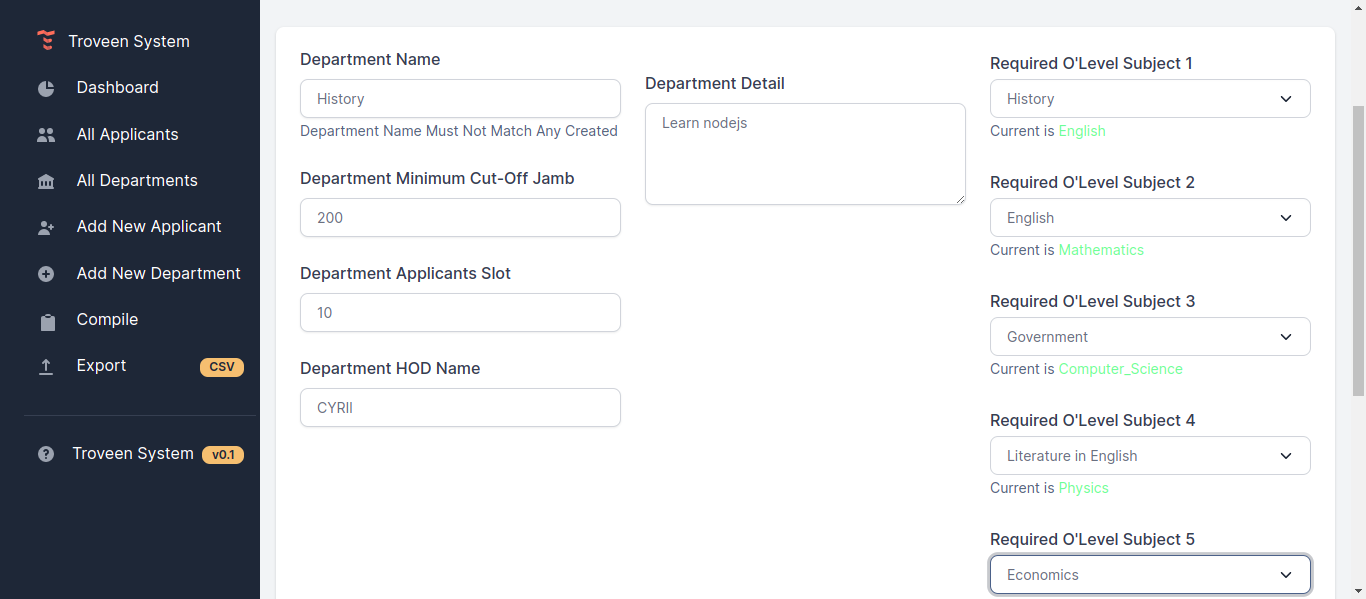 Troveen System
Dashboard
All Applicants
All Departments
Add New Applicant
Add New Department
Compile
Export
CSV
Troveen System
v0.1
Department Name
History
Department Name Must Not Match Any Created
Department Minimum Cut-Off Jamb
200
Department Applicants Slot
10
Department HOD Name
CYRII
Department Detail
Learn nodejs
Required O'Level Subject 1
History
Current is English
Required O'Level Subject 2
English
Current is Mathematics
Required O'Level Subject 3
Government
Current is Computer_Science
Required O'Level Subject 4
Literature in English
Current is Physics
Required O'Level Subject 5
Economics